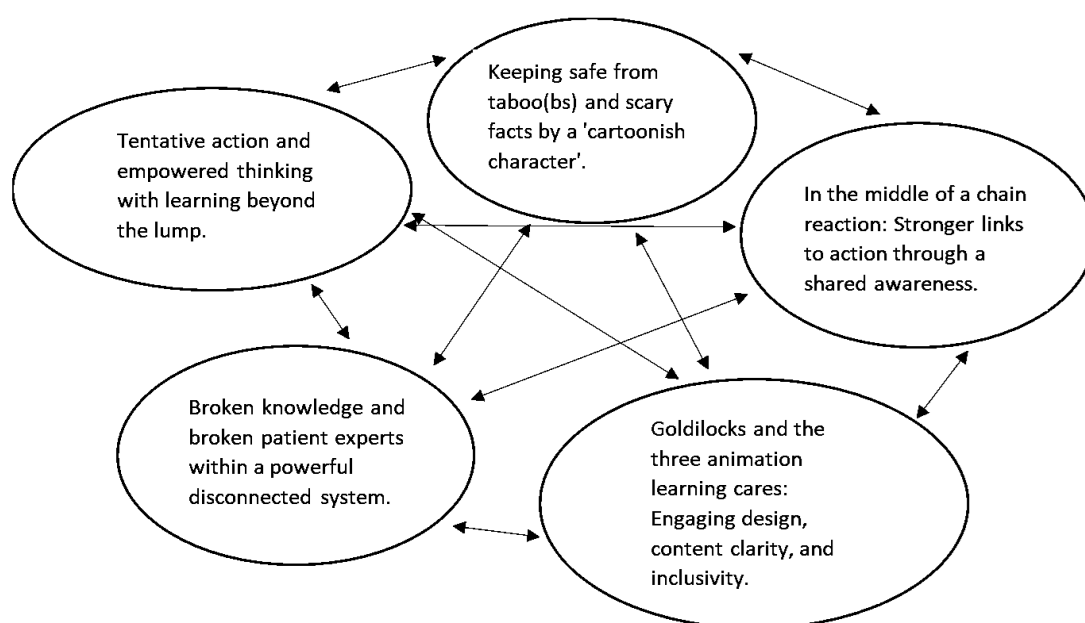 Keeping safe from
taboo(bs) and scary
facts by a 'cartoonish
character'.
Tentative action and
empowered thinking
with learning beyond
the lump.
In the middle of a chain
reaction: Stronger links
to action through a
shared awareness.
Broken knowledge and
broken patient experts
within a powerful
disconnected system.
Goldilocks and the
three animation
learning cares:
Engaging design,
content clarity, and
inclusivity.